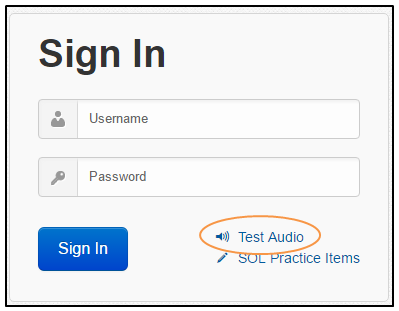 Sign In
Username
Password
Sign In
Test Audio
SOL Practice Items